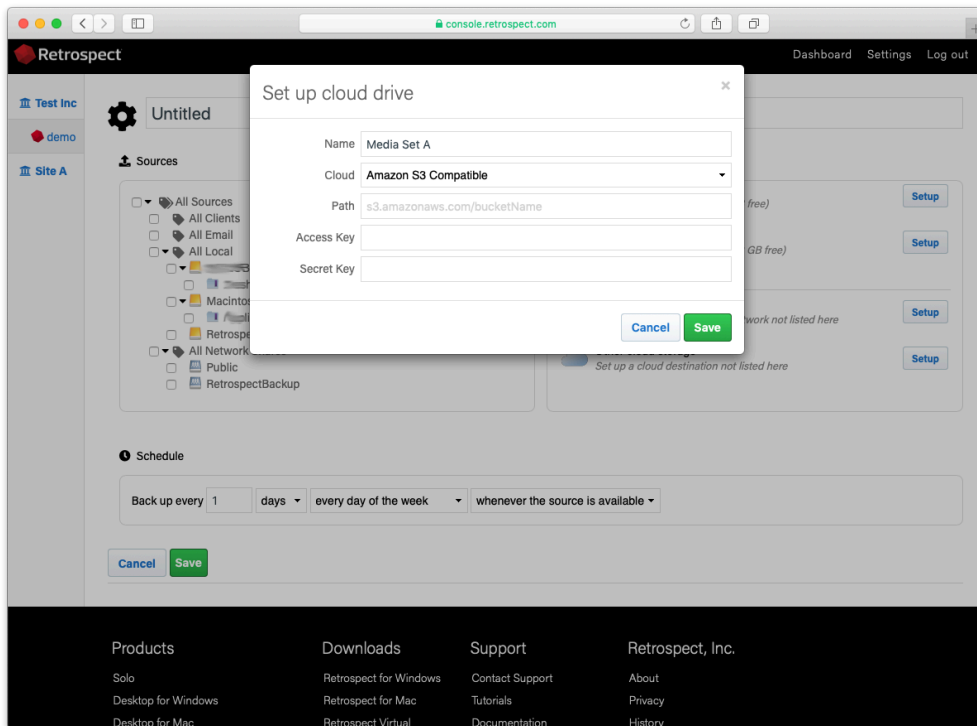 console.retrospect.com
Retrospect
Dashboard Settings Log out
Test Inc
demo
Site A
Untitled
Sources
All Sources
All Clients
All Email
All Local
Macintos
Retrospe
All Network
Public
RetrospectBackup
Set up cloud drive
Name Media Set A
Cloud Amazon S3 Compatible
Path s3.amazonaws.com/bucketName
Access Key
Secret Key
Cancel Save
free) Setup
GB free) Setup
work not listed here Setup
Set up a cloud destination not listed here Setup
Schedule
Back up every 1 days every day of the week whenever the source is available
Cancel Save
Products Downloads Support Retrospect, Inc.
Solo Retrospect for Windows Contact Support About
Desktop for Windows Retrospect for Mac Tutorials Privacy
Desktop for Mac Retrospect Virtual Documentation History